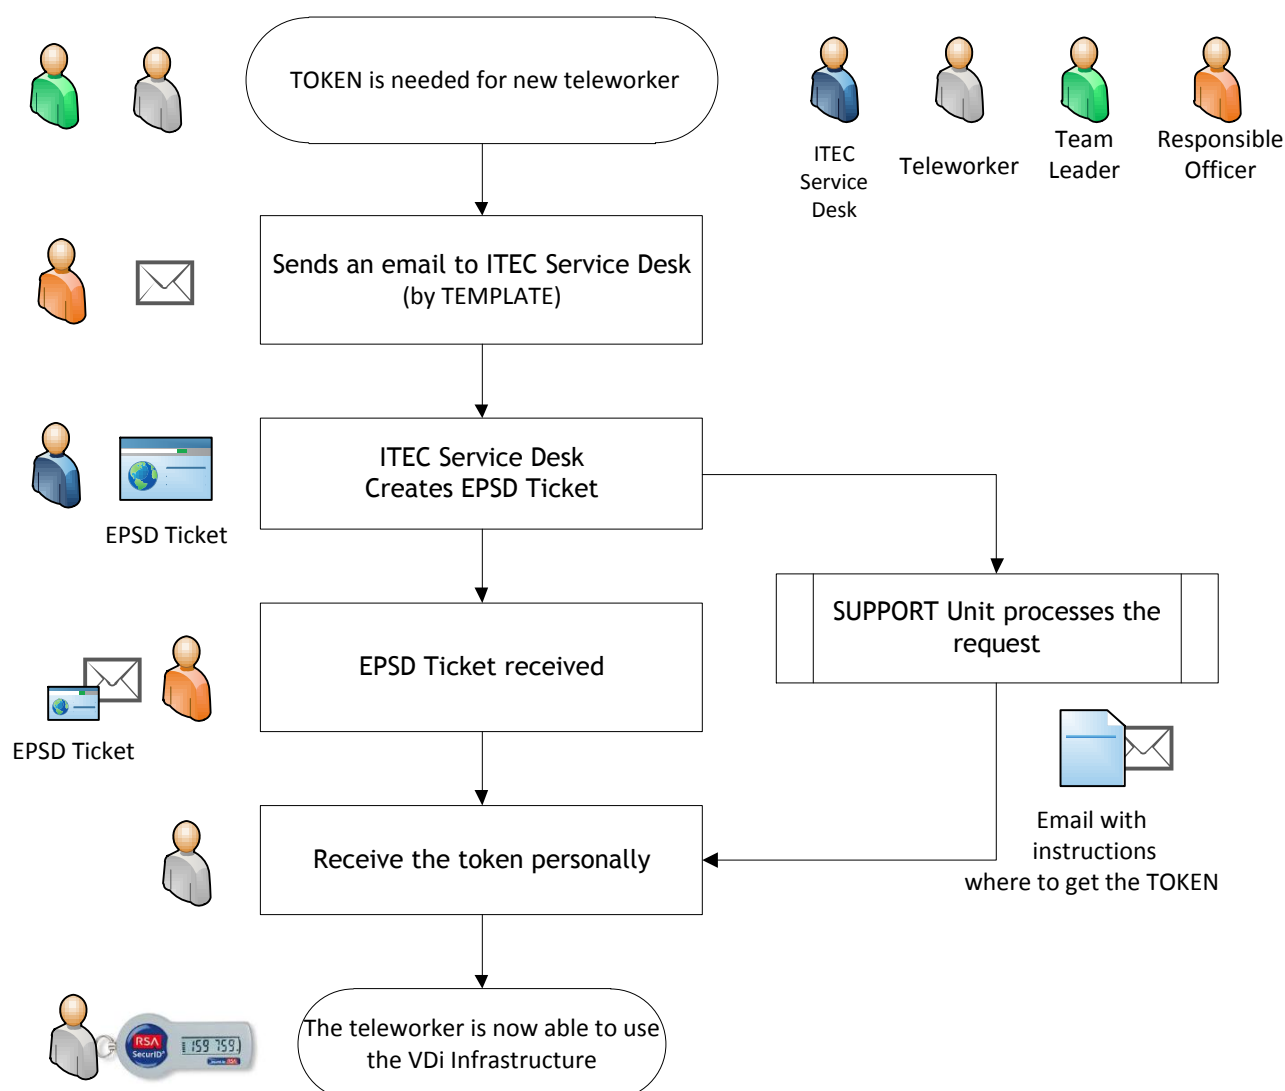 TOKEN is needed for new teleworker
ITEC
Service
Desk
Teleworker
Team
Leader
Responsible
Officer
Sends an email to ITEC Service Desk
(by TEMPLATE)
ITEC Service Desk
Creates EPSD Ticket
EPSD Ticket
SUPPORT Unit processes the
request
EPSD Ticket received
EPSD Ticket
Email with
instructions
where to get the TOKEN
Receive the token personally
RSA
SecurID
159 759
The teleworker is now able to use
the VDi Infrastructure